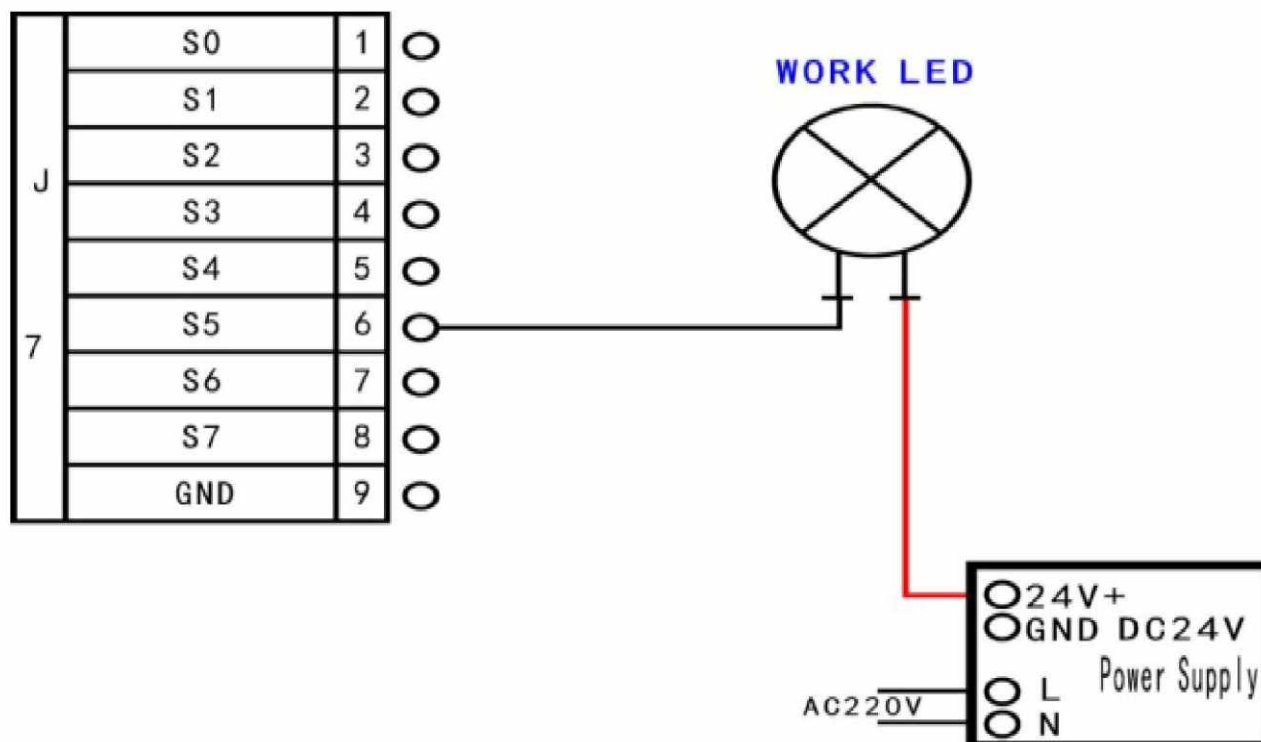 J7
S0 1
S1 2
S2 3
S3 4
S4 5
S5 6
S6 7
S7 8
GND 9
WORK LED
24V+
GND DC24V
Power Supply
L
N
AC220V